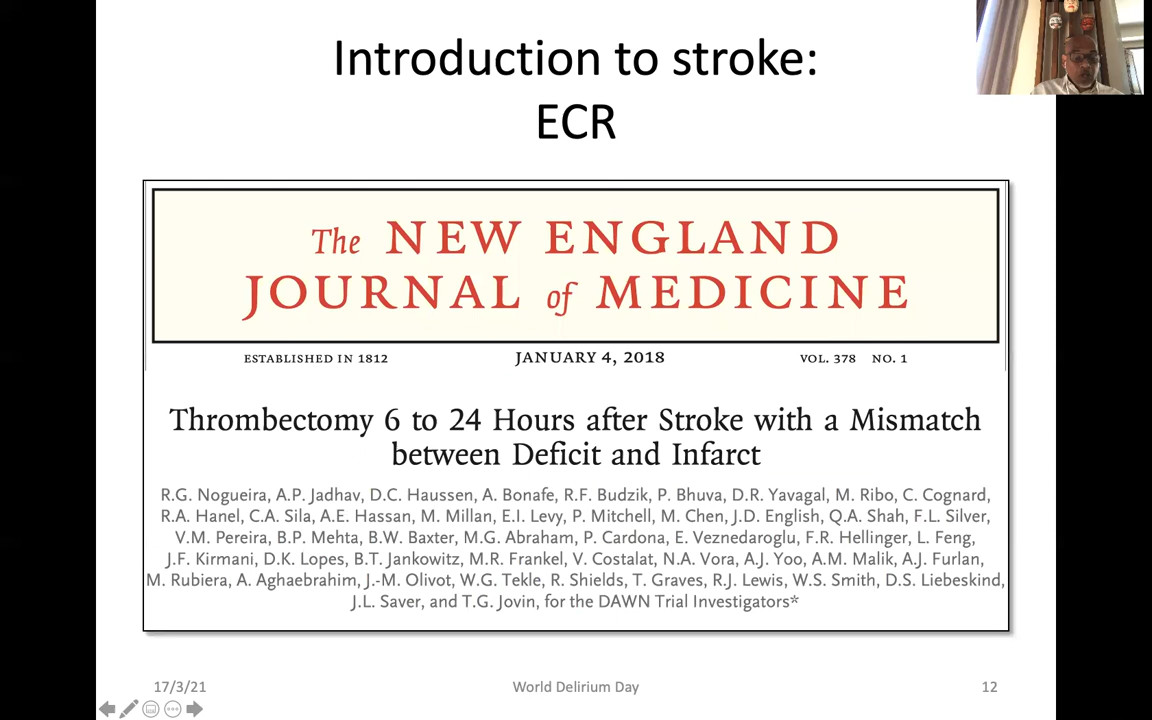 Introduction to stroke:
ECR
The NEW ENGLAND
JOURNAL of MEDICINE
ESTABLISHED IN 1812 JANUARY 4, 2018 VOL. 378 NO. 1
Thrombectomy 6 to 24 Hours after Stroke with a Mismatch
between Deficit and Infarct
R.G. Nogueira, A.P. Jadhav, D.C. Haussen, A. Bonafe, R.F. Budzik, P. Bhuva, D.R. Yavagal, M. Ribo, C. Cognard,
R.A. Hanel, C.A. Sila, A.E. Hassan, M. Millan, E.I. Levy, P. Mitchell, M. Chen, J.D. English, Q.A. Shah, F.L. Silver,
V.M. Pereira, B.P. Mehta, B.W. Baxter, M.G. Abraham, P. Cardona, E. Veznedaroglu, F.R. Hellinger, L. Feng,
J.F. Kirmani, D.K. Lopes, B.T. Jankowitz, M.R. Frankel, V. Costalat, N.A. Vora, A.J. Yoo, A.M. Malik, A.J. Furlan,
M. Rubiera, A. Aghaebrahim, J.-M. Olivot, W.G. Tekle, R. Shields, T. Graves, R.J. Lewis, W.S. Smith, D.S. Liebeskind,
J.L. Saver, and T.G. Jovin, for the DAWN Trial Investigators*
17/3/21 World Delirium Day 12